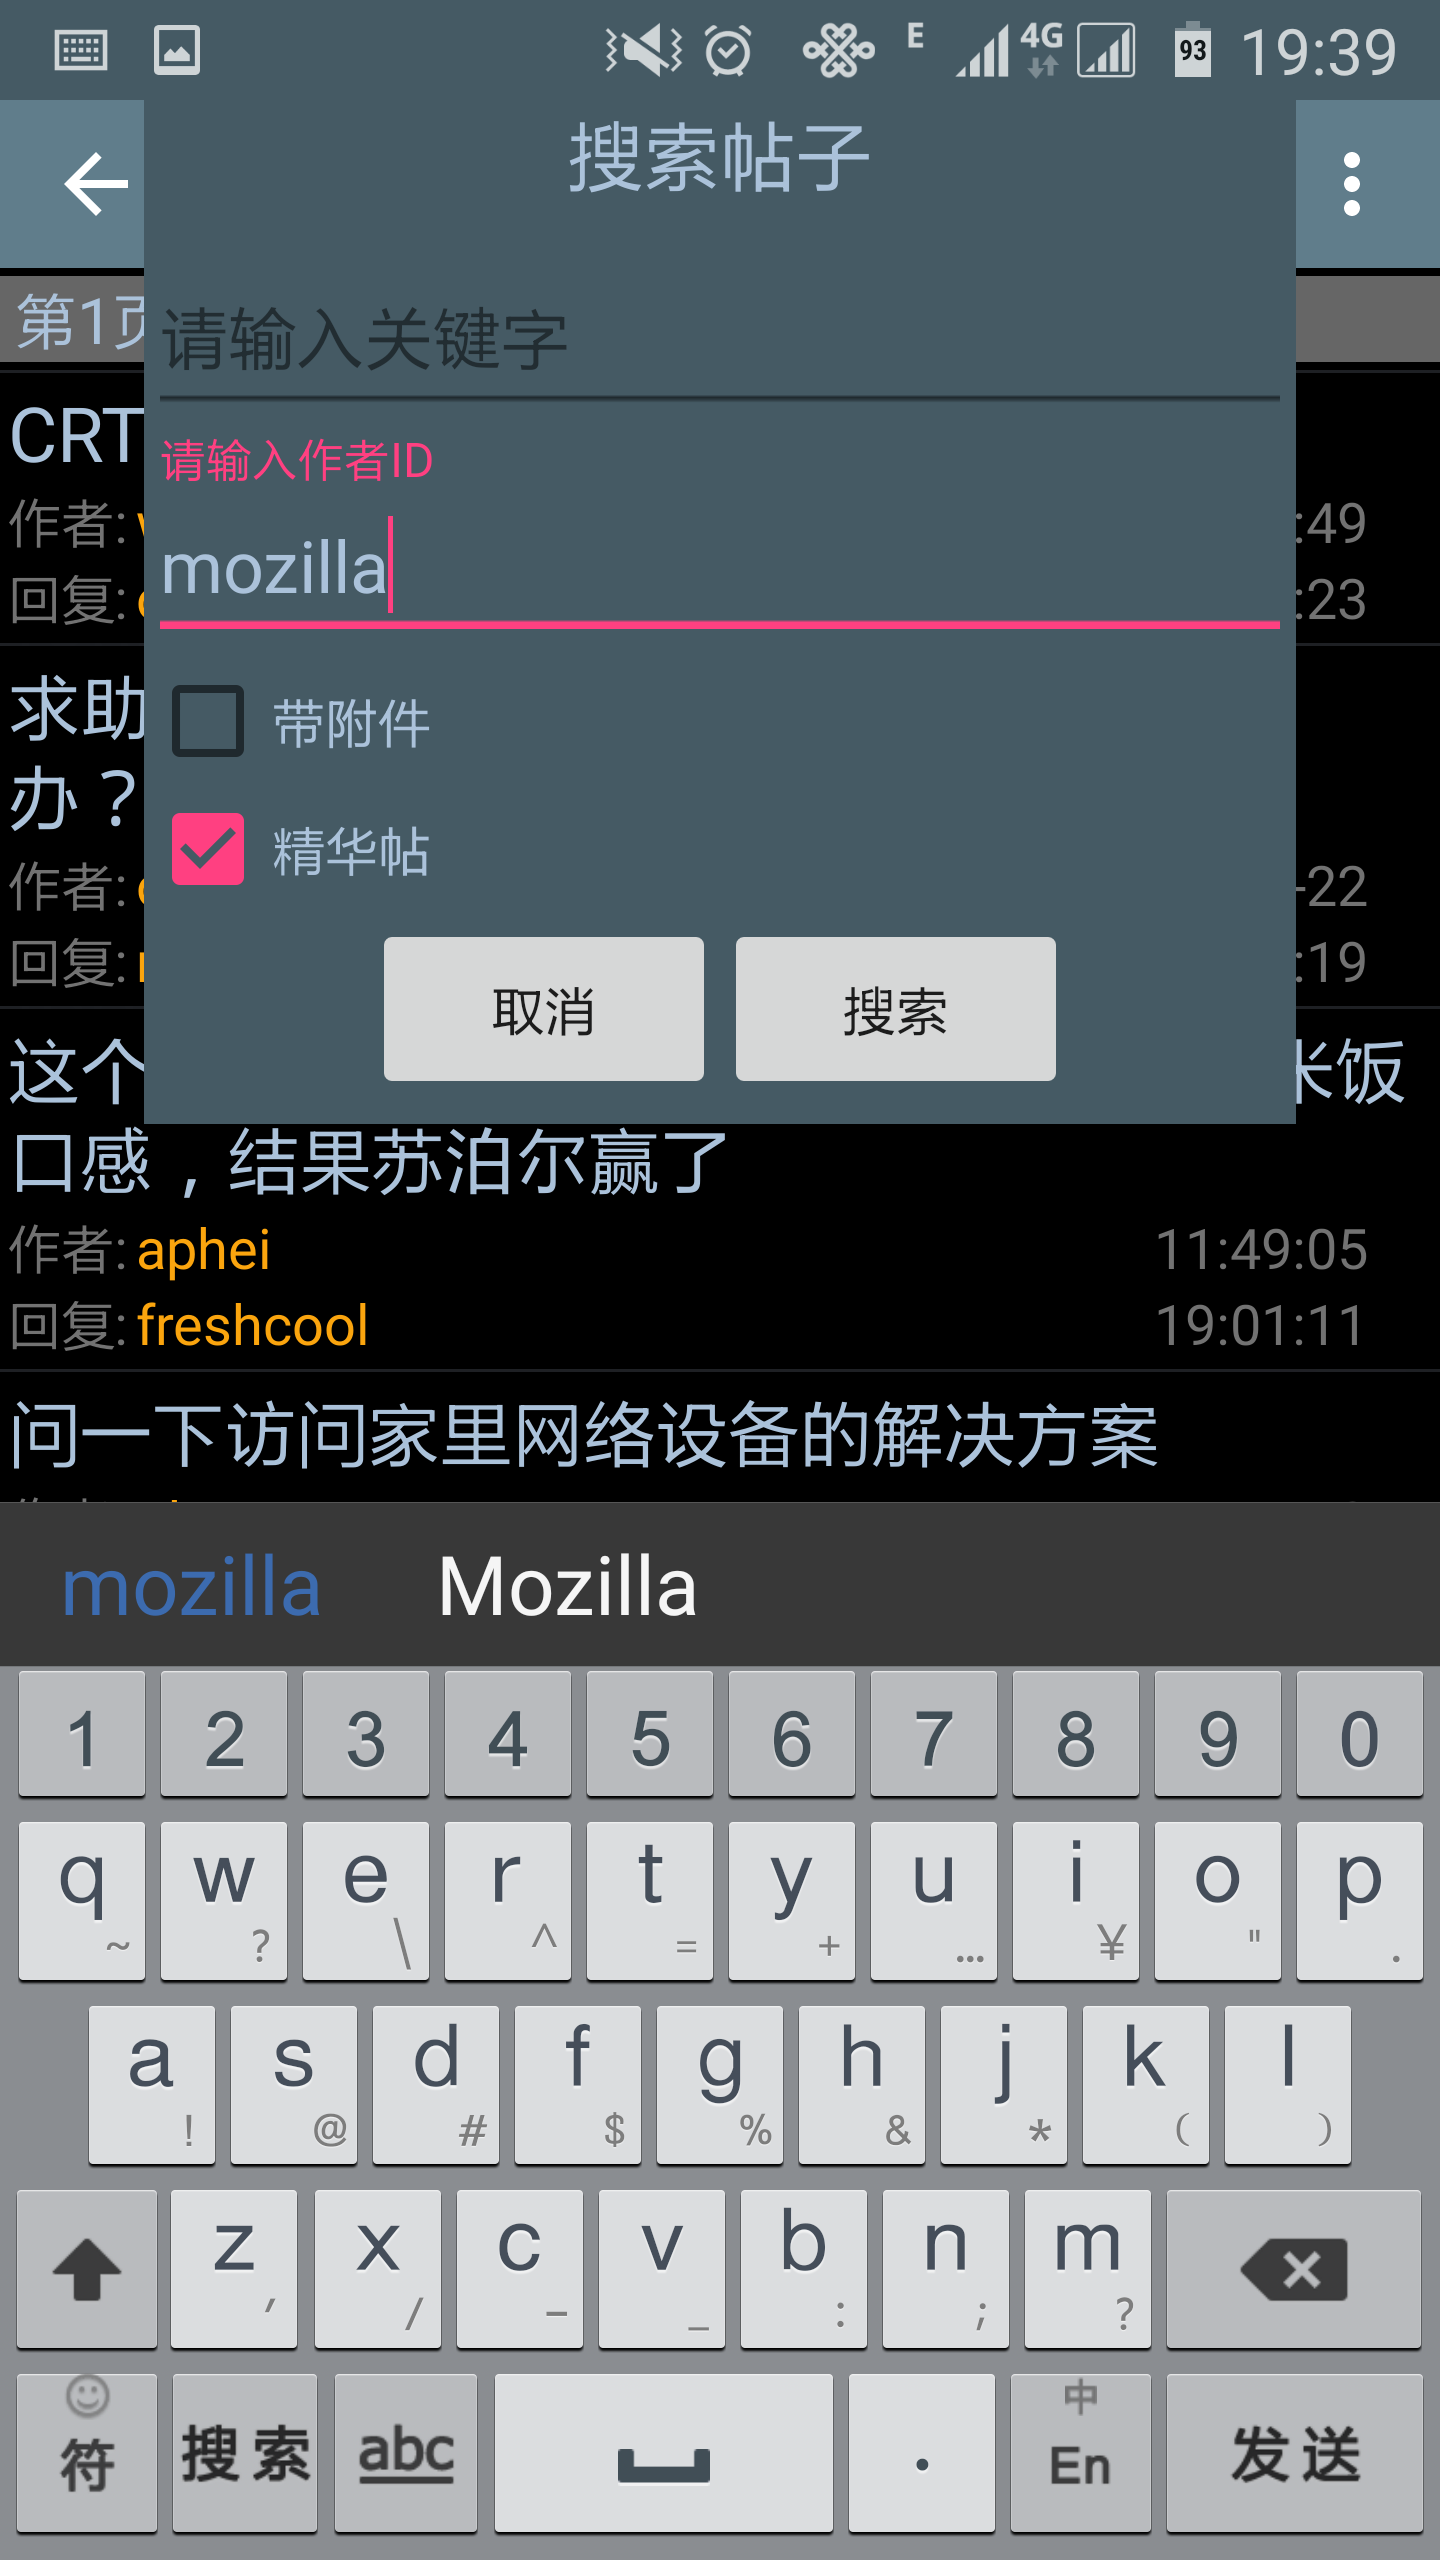 E 4G 93 19:39
搜索帖子
第1
请输入关键字
CRT
请输入作者ID
作者: :49
mozilla
回复: :23
求助
带附件
办？
精华帖
作者: -22
回复: :19
取消 搜索
这个 米饭
口感，结果苏泊尔赢了
作者: aphei 11:49:05
回复: freshcool 19:01:11
问一下访问家里网络设备的解决方案
mozilla Mozilla
1 2 3 4 5 6 7 8 9 0
q w e r t y u i o p
~ ? \ ^ = + … ¥ " .
a s d f g h j k l
! @ # $ % & * ( )
z x c v b n m
′ / - _ : ; ?
中
符 搜索 abc . En 发送